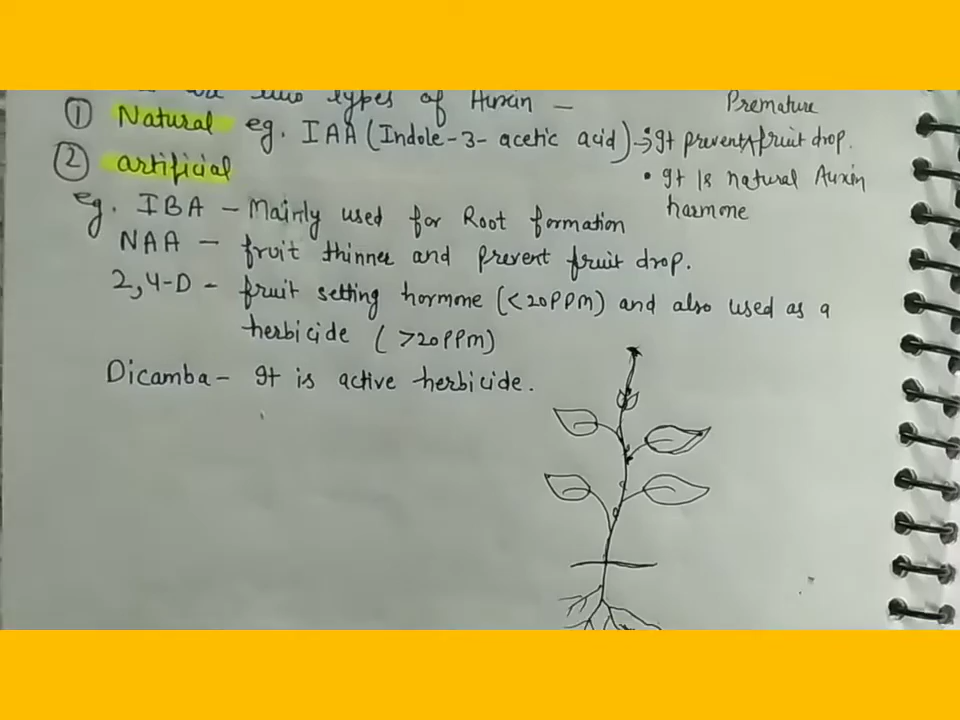 two types of Auxin —
Premature
① Natural eg. IAA (Indole-3-acetic acid) → It prevent ^ fruit drop.
② artificial
• It is natural Auxin
hormone
eg. IBA – Mainly used for Root formation
NAA – fruit thinner and prevent fruit drop.
2,4-D – fruit setting hormone (<20PPM) and also used as a
herbicide (>20PPM)
Dicamba – It is active herbicide.